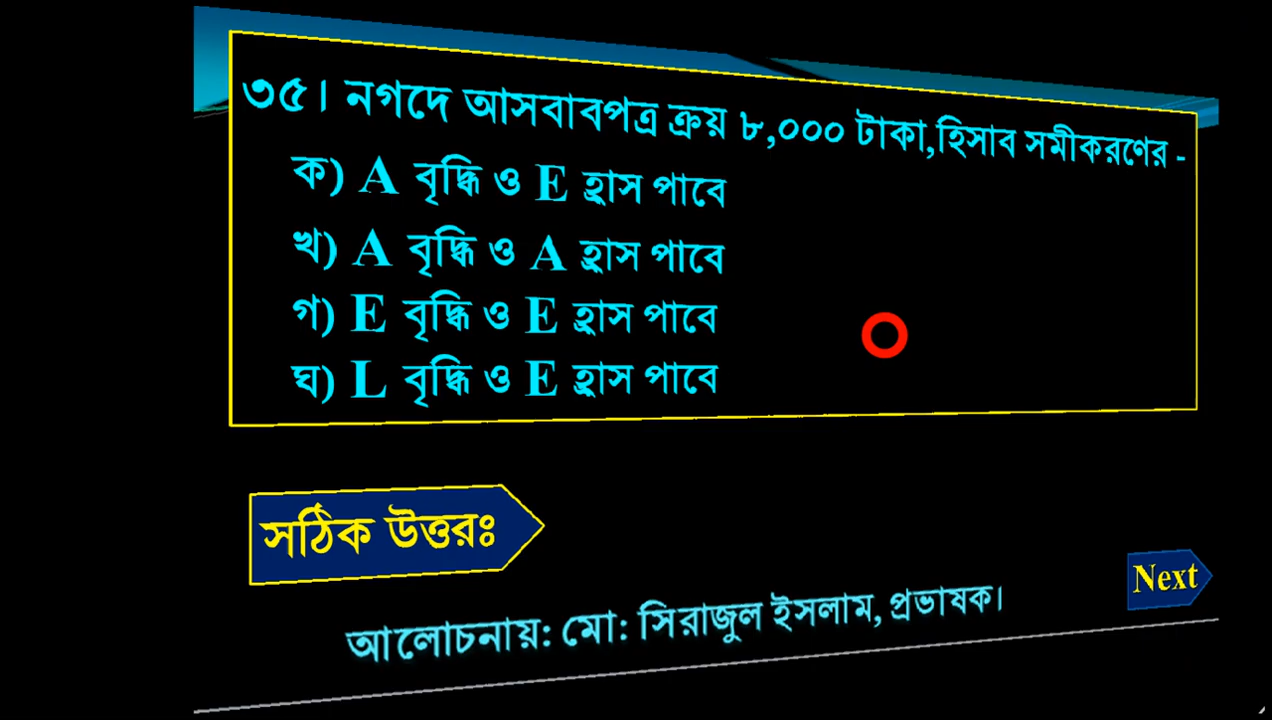 ৩৫। নগদে আসবাবপত্র ক্রয় ৮,০০০ টাকা,হিসাব সমীকরণের -
ক) A বৃদ্ধি ও E হ্রাস পাবে
খ) A বৃদ্ধি ও A হ্রাস পাবে
গ) E বৃদ্ধি ও E হ্রাস পাবে
ঘ) L বৃদ্ধি ও E হ্রাস পাবে
সঠিক উত্তরঃ
Next
আলোচনায়: মো: সিরাজুল ইসলাম, প্রভাষক।